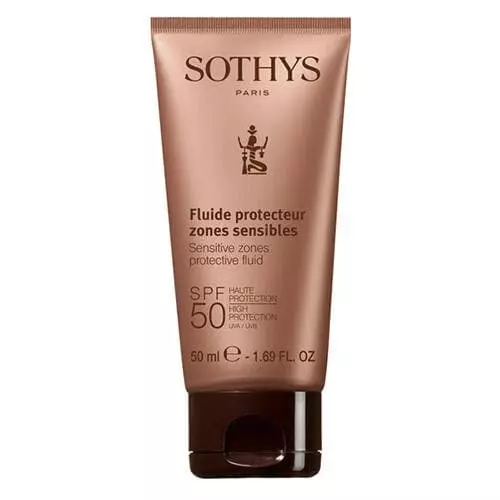 SOTHYS
PARIS
Fluide protecteur
zones sensibles
Sensitive zones
protective fluid
SPF
50
HAUTE
PROTECTION
HIGH
PROTECTION
UVA / UVB
50 ml e - 1.69 FL. OZ